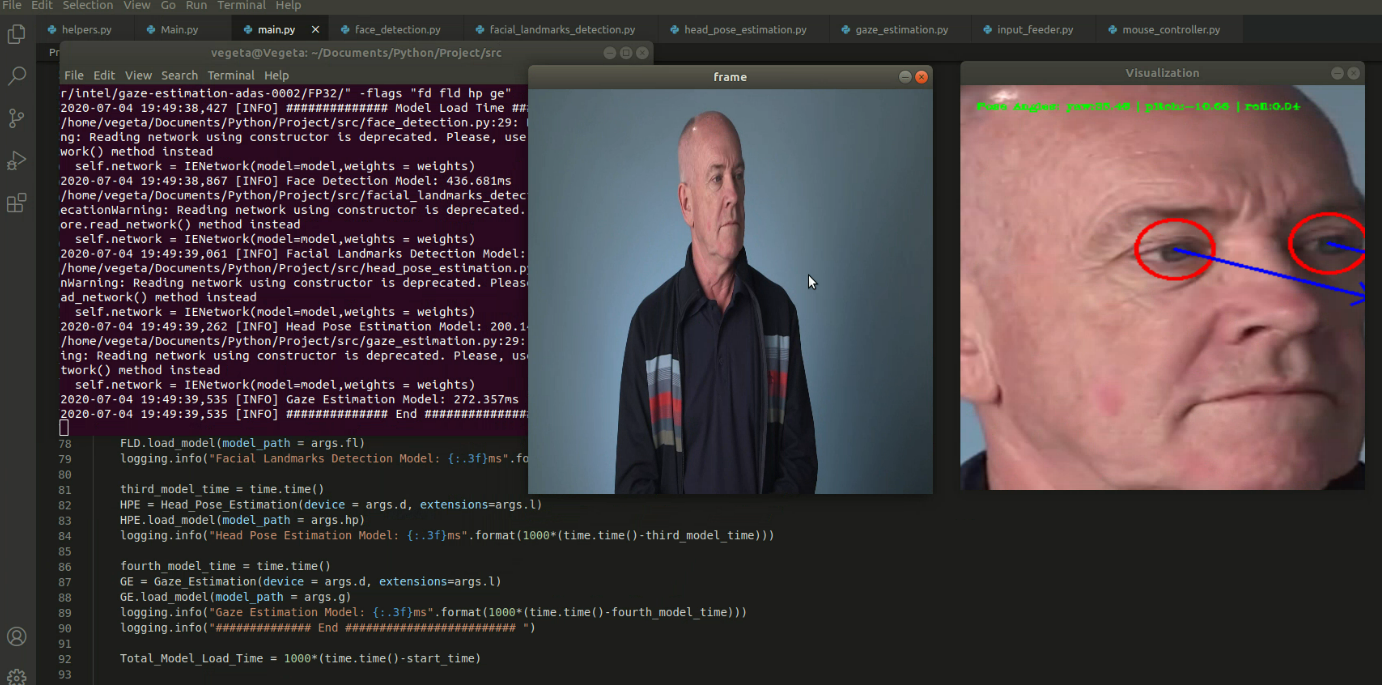 File Edit Selection View Go Run Terminal Help
helpers.py Main.py main.py face_detection.py facial_landmarks_detection.py head_pose_estimation.py gaze_estimation.py input_feeder.py mouse_controller.py
vegeta@Vegeta: ~/Documents/Python/Project/src
File Edit View Search Terminal Help
r/intel/gaze-estimation-adas-0002/FP32/" -flags "fd fld hp ge"
2020-07-04 19:49:38,427 [INFO] ############## Model Load Time ##
/home/vegeta/Documents/Python/Project/src/face_detection.py:29:
ng: Reading network using constructor is deprecated. Please, use
work() method instead
self.network = IENetwork(model=model,weights = weights)
2020-07-04 19:49:38,867 [INFO] Face Detection Model: 436.681ms
/home/vegeta/Documents/Python/Project/src/facial_landmarks_detec
ecationWarning: Reading network using constructor is deprecated.
ore.read_network() method instead
self.network = IENetwork(model=model,weights = weights)
2020-07-04 19:49:39,061 [INFO] Facial Landmarks Detection Model:
/home/vegeta/Documents/Python/Project/src/head_pose_estimation.py
nWarning: Reading network using constructor is deprecated. Pleas
ad_network() method instead
self.network = IENetwork(model=model,weights = weights)
2020-07-04 19:49:39,262 [INFO] Head Pose Estimation Model: 200.1
/home/vegeta/Documents/Python/Project/src/gaze_estimation.py:29:
ing: Reading network using constructor is deprecated. Please, us
twork() method instead
self.network = IENetwork(model=model,weights = weights)
2020-07-04 19:49:39,535 [INFO] Gaze Estimation Model: 272.357ms
2020-07-04 19:49:39,535 [INFO] ############## End ###############
frame
Visualization
Pose Angles: | pitch:-10.66 | roll:
78 FLD.load_model(model_path = args.fl)
79 logging.info("Facial Landmarks Detection Model: {:.3f}ms".fo
80
81 third_model_time = time.time()
82 HPE = Head_Pose_Estimation(device = args.d, extensions=args.l)
83 HPE.load_model(model_path = args.hp)
84 logging.info("Head Pose Estimation Model: {:.3f}ms".format(1000*(time.time()-third_model_time)))
85
86 fourth_model_time = time.time()
87 GE = Gaze_Estimation(device = args.d, extensions=args.l)
88 GE.load_model(model_path = args.g)
89 logging.info("Gaze Estimation Model: {:.3f}ms".format(1000*(time.time()-fourth_model_time)))
90 logging.info("############## End ######################### ")
91
92 Total_Model_Load_Time = 1000*(time.time()-start_time)
93